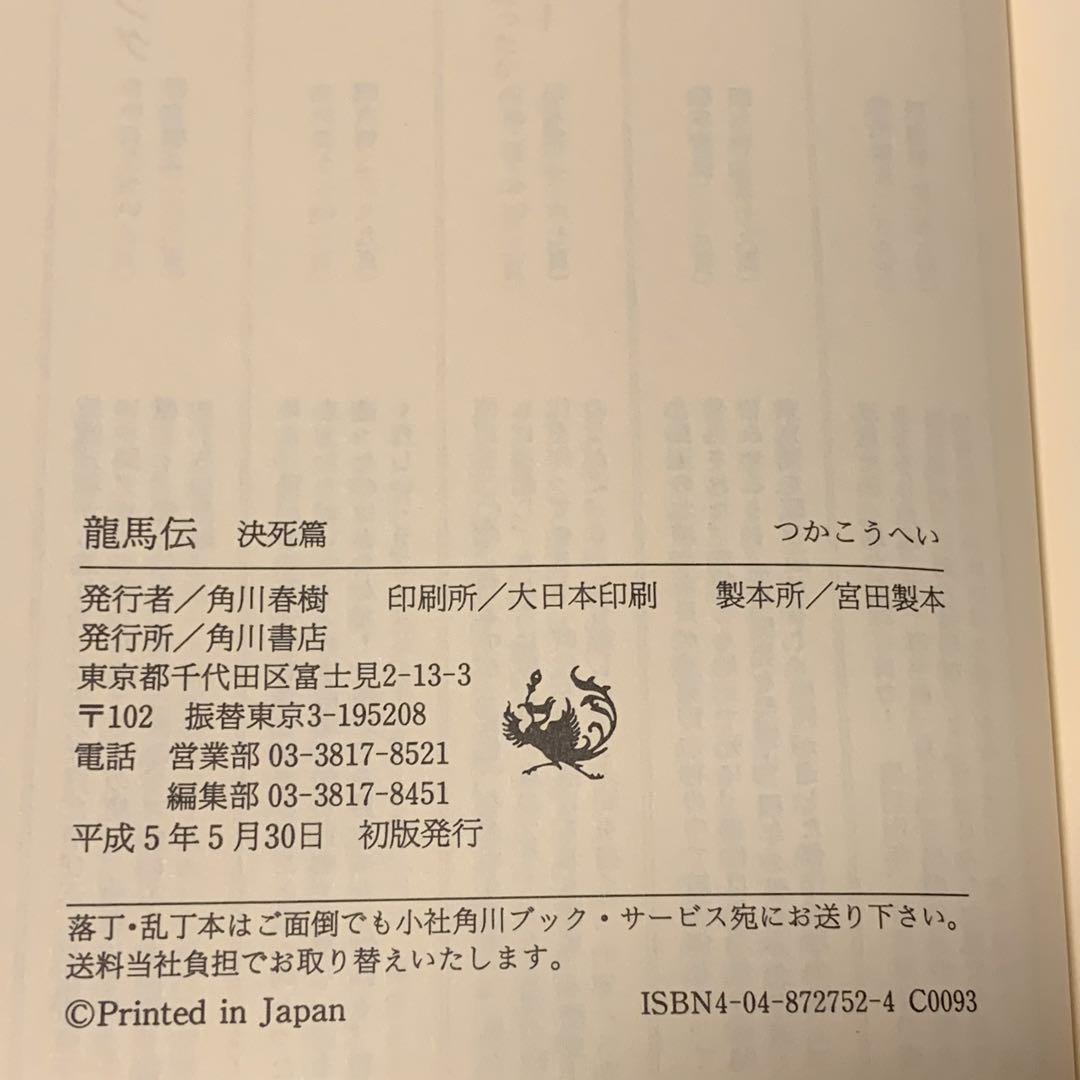 龍馬伝　決死篇　つかこうへい
発行者／角川春樹　印刷所／大日本印刷　製本所／宮田製本
発行所／角川書店
東京都千代田区富士見2-13-3
〒102　振替東京3-195208
電話　営業部 03-3817-8521
編集部 03-3817-8451
平成5年5月30日　初版発行
落丁・乱丁本はご面倒でも小社角川ブック・サービス宛にお送り下さい。
送料当社負担でお取り替えいたします。
©Printed in Japan　ISBN4-04-872752-4 C0093